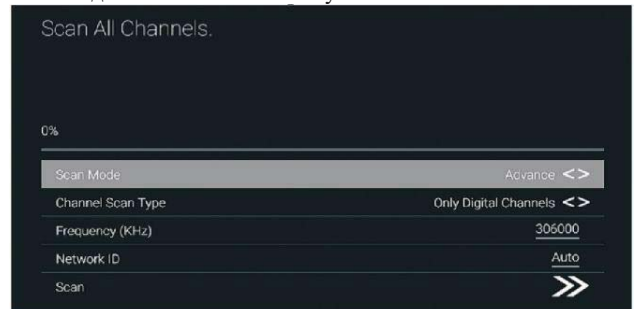 Scan All Channels.
0%
Scan Mode Advance <>
Channel Scan Type Only Digital Channels <>
Frequency (KHz) 306000
Network ID Auto
Scan >>